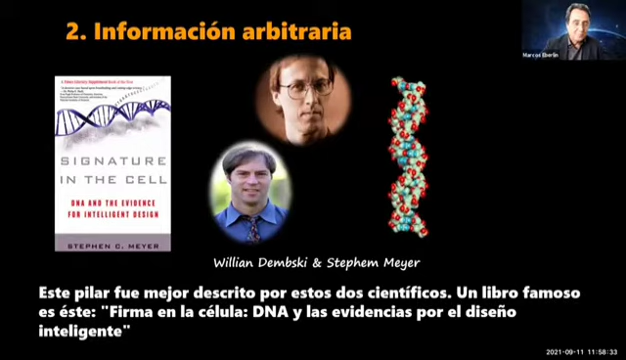 2. Información arbitraria
Marcos Eberlin
SIGNATURE
IN THE CELL
DNA AND THE EVIDENCE
FOR INTELLIGENT DESIGN
STEPHEN C. MEYER
Willian Dembski & Stephem Meyer
Este pilar fue mejor descrito por estos dos científicos. Un libro famoso
es éste: "Firma en la célula: DNA y las evidencias por el diseño
inteligente"
2021-09-11 11:58:33